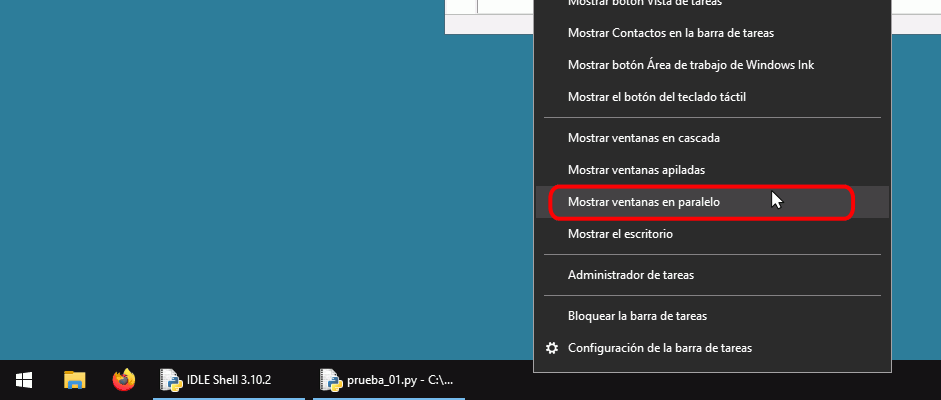 Mostrar botón Vista de tareas
Mostrar Contactos en la barra de tareas
Mostrar botón Área de trabajo de Windows Ink
Mostrar el botón del teclado táctil
Mostrar ventanas en cascada
Mostrar ventanas apiladas
Mostrar ventanas en paralelo
Mostrar el escritorio
Administrador de tareas
Bloquear la barra de tareas
Configuración de la barra de tareas
IDLE Shell 3.10.2
prueba_01.py - C:\...